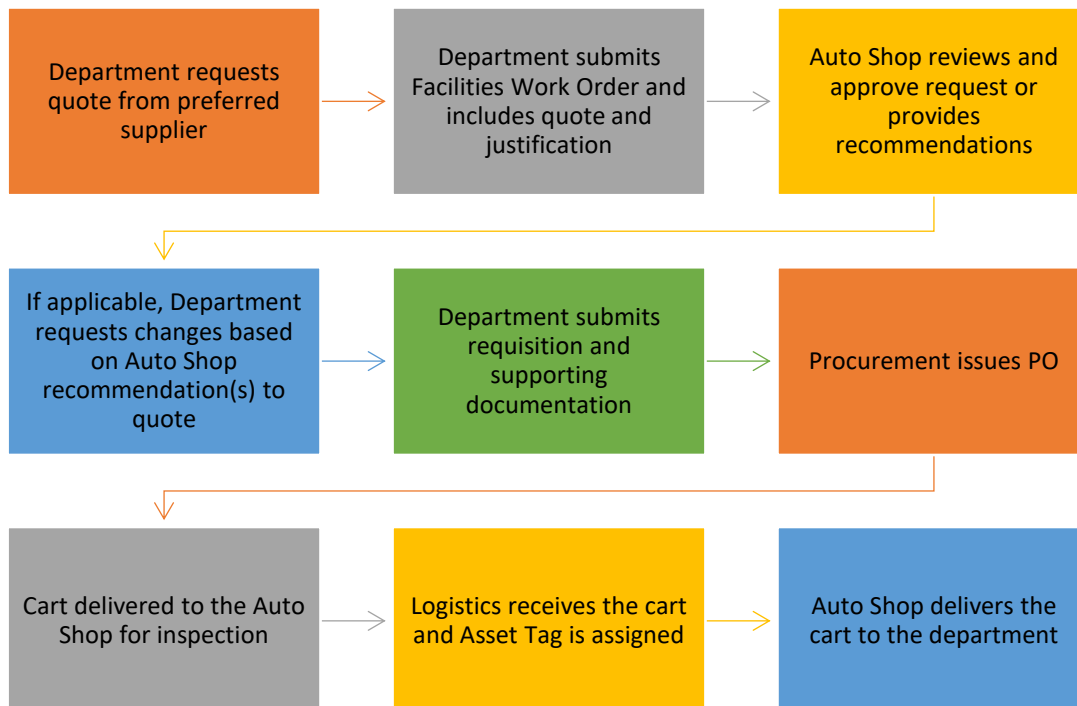 Department requests
quote from preferred
supplier
Department submits
Facilities Work Order and
includes quote and
justification
Auto Shop reviews and
approve request or
provides
recommendations
If applicable, Department
requests changes based
on Auto Shop
recommendation(s) to
quote
Department submits
requisition and
supporting
documentation
Procurement issues PO
Cart delivered to the Auto
Shop for inspection
Logistics receives the cart
and Asset Tag is assigned
Auto Shop delivers the
cart to the department